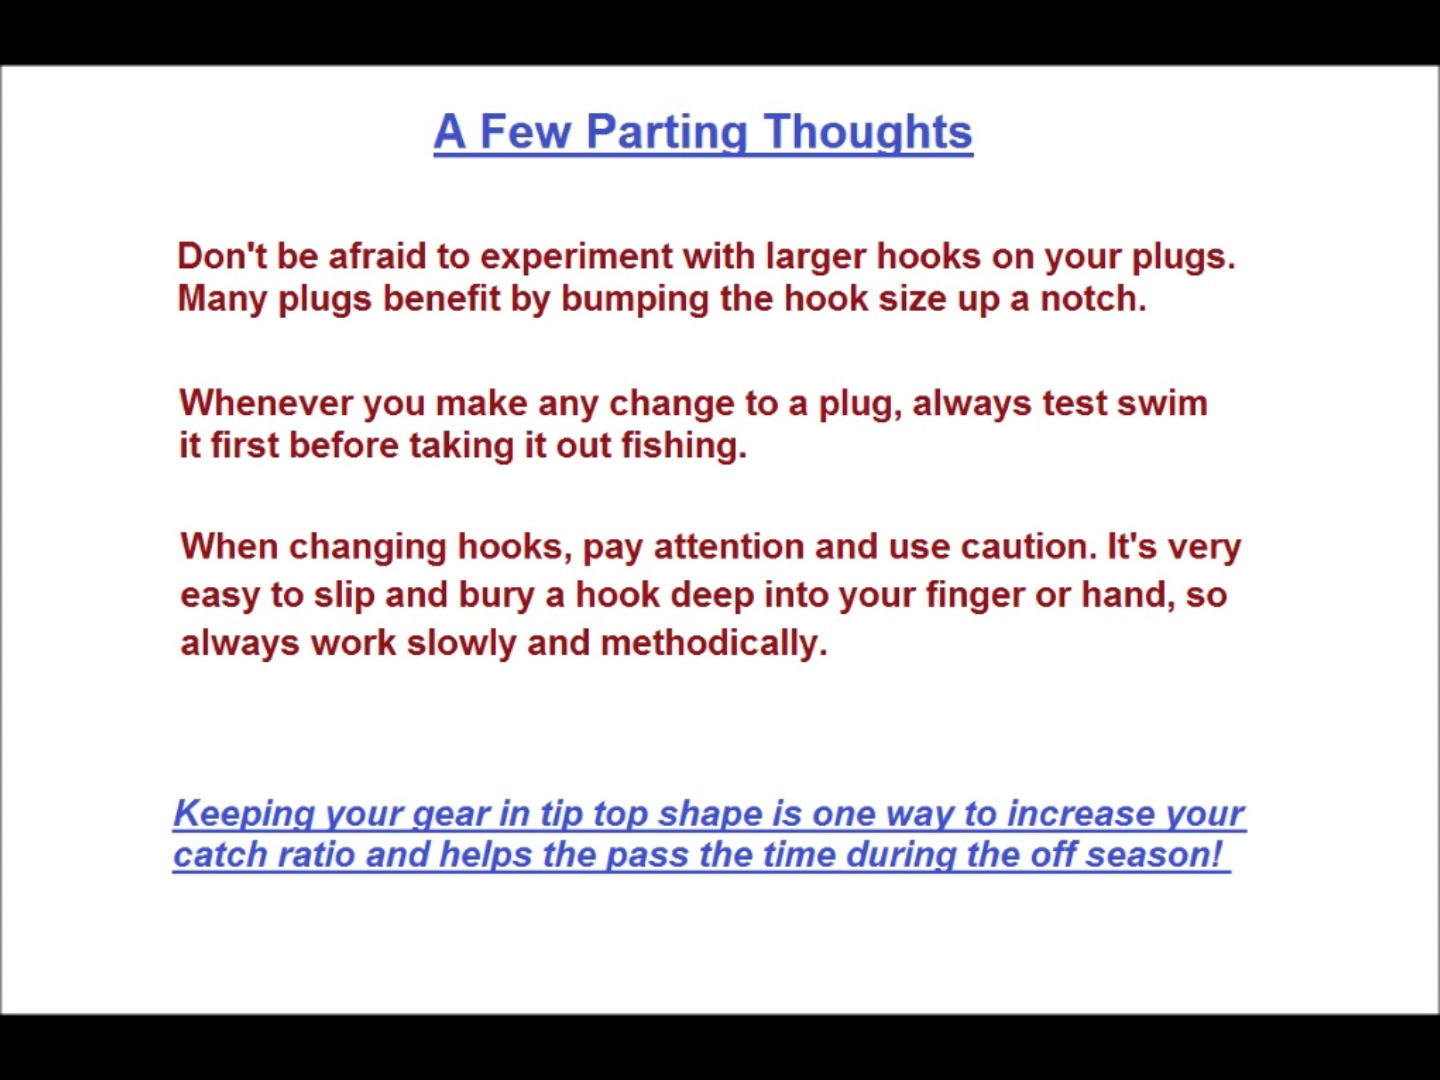 A Few Parting Thoughts
Don't be afraid to experiment with larger hooks on your plugs.
Many plugs benefit by bumping the hook size up a notch.
Whenever you make any change to a plug, always test swim
it first before taking it out fishing.
When changing hooks, pay attention and use caution. It's very
easy to slip and bury a hook deep into your finger or hand, so
always work slowly and methodically.
Keeping your gear in tip top shape is one way to increase your
catch ratio and helps the pass the time during the off season!